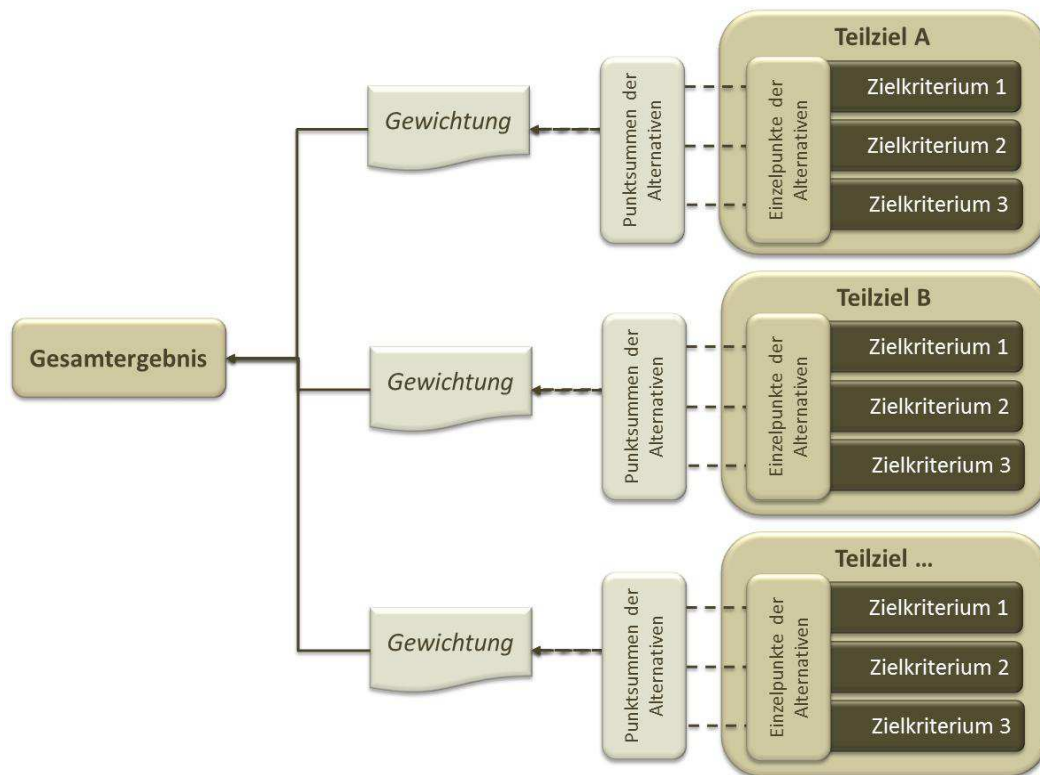 Teilziel A
Zielkriterium 1
Zielkriterium 2
Zielkriterium 3
Einzelpunkte der
Alternativen
Punktsummen der
Alternativen
Gewichtung
Teilziel B
Zielkriterium 1
Zielkriterium 2
Zielkriterium 3
Einzelpunkte der
Alternativen
Punktsummen der
Alternativen
Gewichtung
Gesamtergebnis
Teilziel ...
Zielkriterium 1
Zielkriterium 2
Zielkriterium 3
Einzelpunkte der
Alternativen
Punktsummen der
Alternativen
Gewichtung